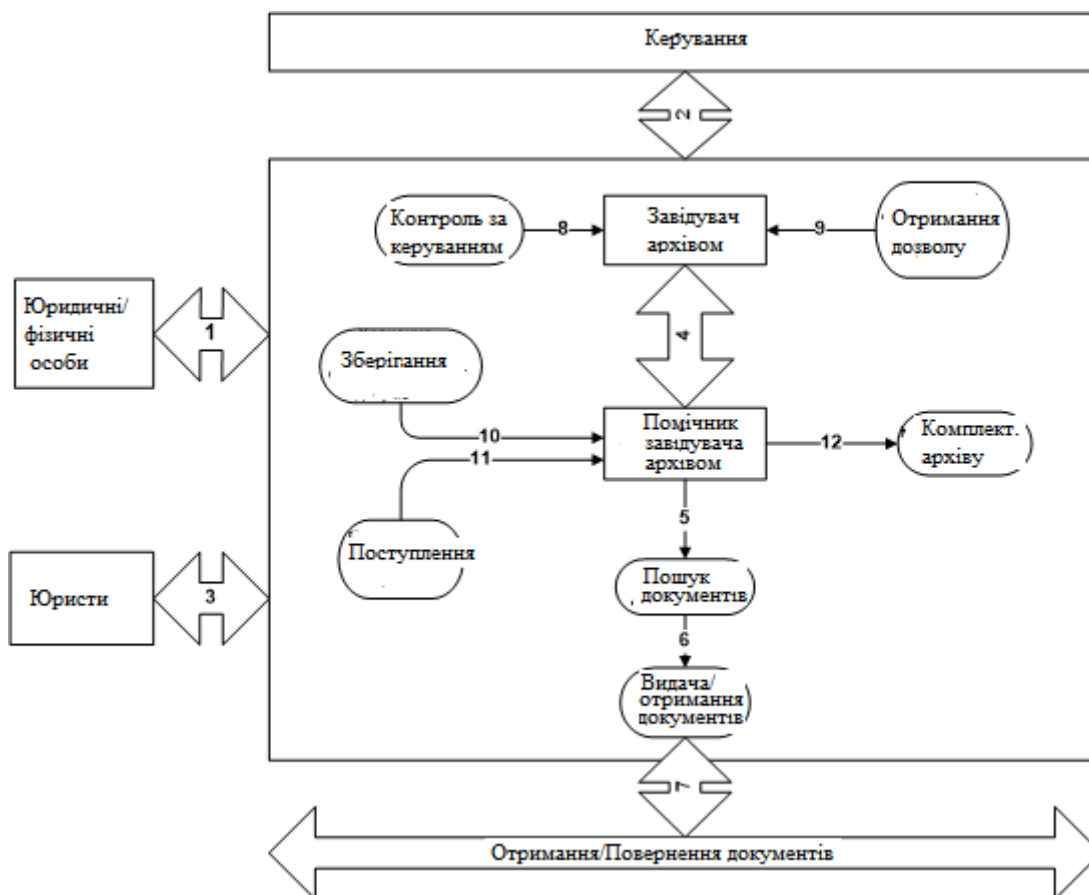 Керування
2
Контроль за
керуванням
8
Завідувач
архівом
9
Отримання
дозволу
Юридичні/
фізичні
особи
1
4
Зберігання
10
11
Помічник
завідувача
архівом
12
Комплект.
архіву
5
Поступлення
Юристи
3
Пошук
документів
6
Видача/
отримання
документів
7
Отримання/Повернення документів